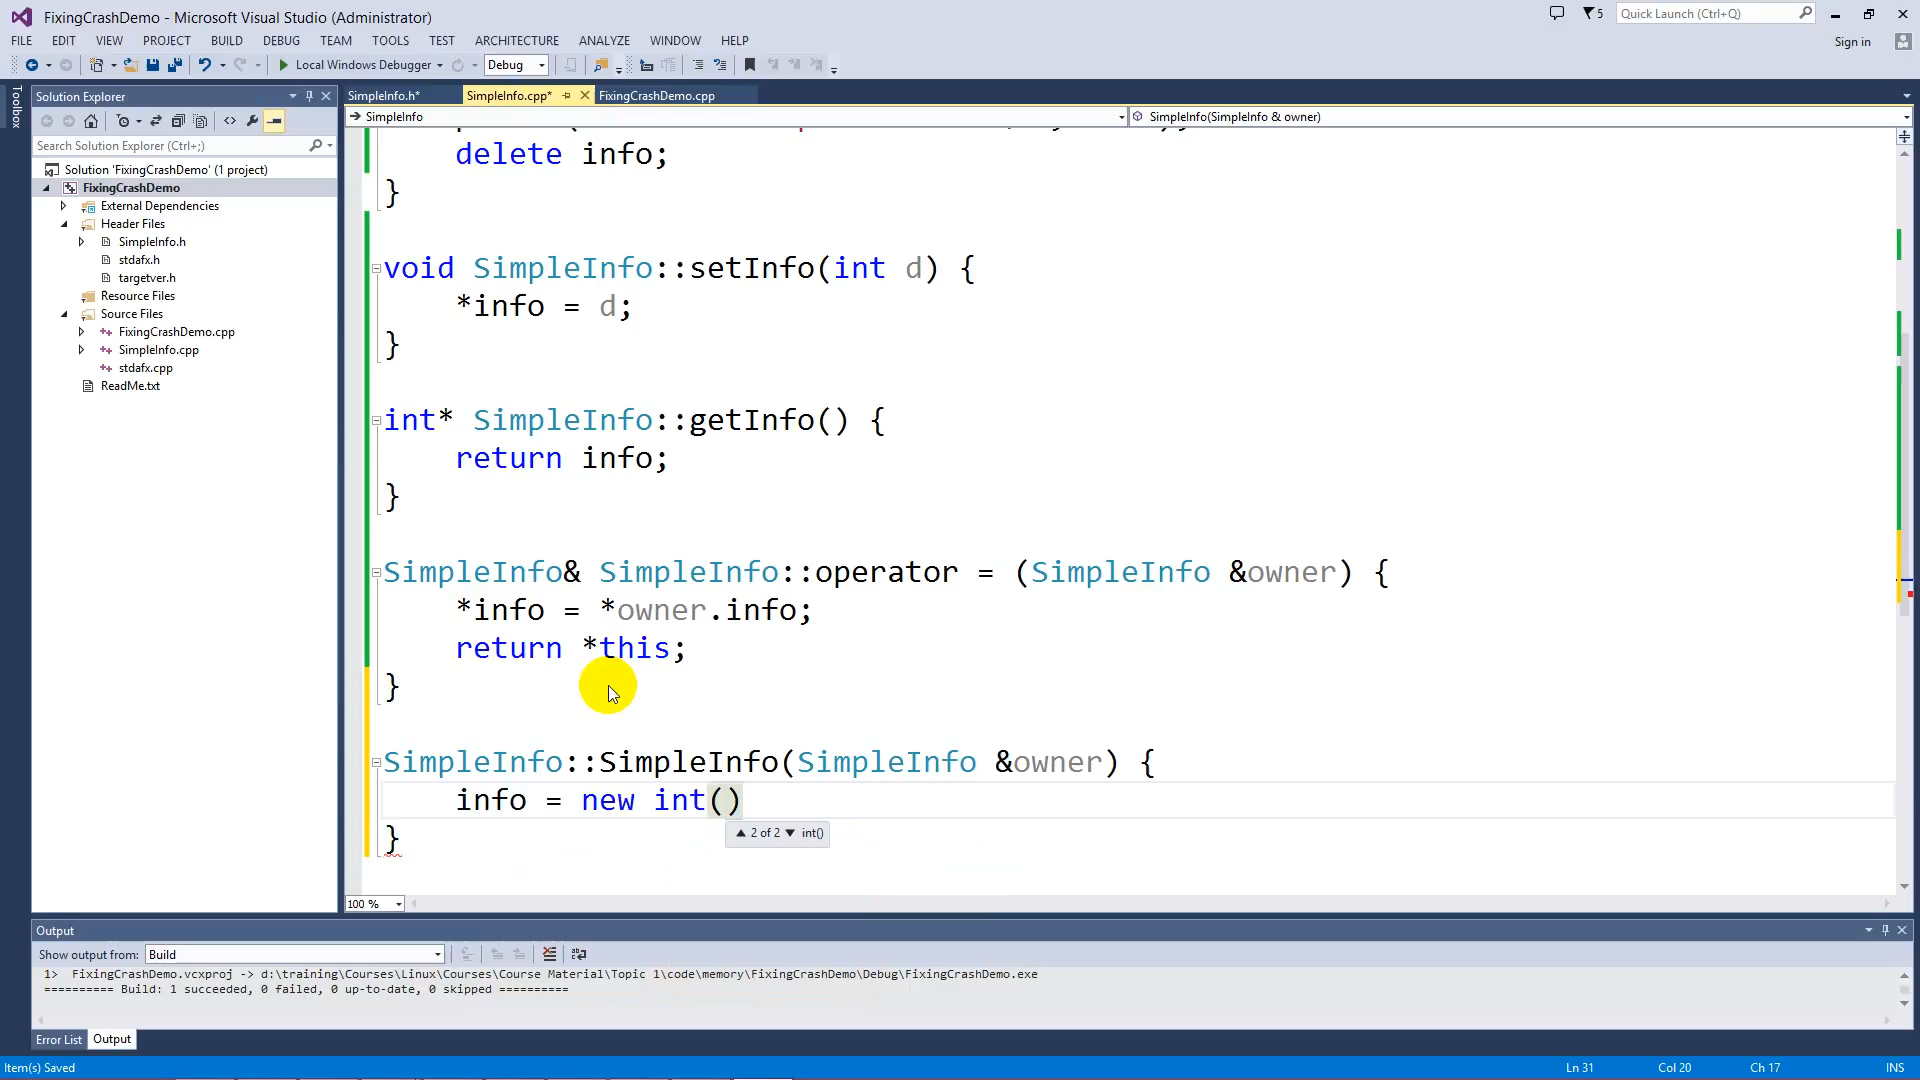 FixingCrashDemo - Microsoft Visual Studio (Administrator)
5
Quick Launch (Ctrl+Q)
FILE EDIT VIEW PROJECT BUILD DEBUG TEAM TOOLS TEST ARCHITECTURE ANALYZE WINDOW HELP
Sign in
Local Windows Debugger
Debug
Toolbox
Solution Explorer
Search Solution Explorer (Ctrl+;)
Solution 'FixingCrashDemo' (1 project)
FixingCrashDemo
External Dependencies
Header Files
SimpleInfo.h
stdafx.h
targetver.h
Resource Files
Source Files
FixingCrashDemo.cpp
SimpleInfo.cpp
stdafx.cpp
ReadMe.txt
SimpleInfo.h* SimpleInfo.cpp* FixingCrashDemo.cpp
SimpleInfo
SimpleInfo(SimpleInfo & owner)
delete info;
}
void SimpleInfo::setInfo(int d) {
*info = d;
}
int* SimpleInfo::getInfo() {
return info;
}
SimpleInfo& SimpleInfo::operator = (SimpleInfo &owner) {
*info = *owner.info;
return *this;
}
SimpleInfo::SimpleInfo(SimpleInfo &owner) {
info = new int()
2 of 2 int()
}
100 %
Output
Show output from: Build
1> FixingCrashDemo.vcxproj -> d:\training\Courses\Linux\Courses\Course Material\Topic 1\code\memory\FixingCrashDemo\Debug\FixingCrashDemo.exe
========== Build: 1 succeeded, 0 failed, 0 up-to-date, 0 skipped ==========
Error List Output
Item(s) Saved
Ln 31 Col 20 Ch 17 INS